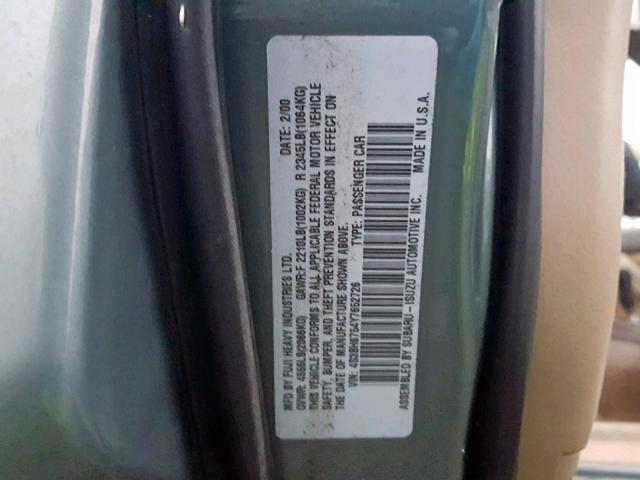 MFD BY FUJI HEAVY INDUSTRIES LTD. DATE: 2/00
GVWR: 4555LB(2066KG) GAWR:F 2210LB(1002KG) R 2345LB(1064KG)
THIS VEHICLE CONFORMS TO ALL APPLICABLE FEDERAL MOTOR VEHICLE
SAFETY, BUMPER, AND THEFT PREVENTION STANDARDS IN EFFECT ON
THE DATE OF MANUFACTURE SHOWN ABOVE.
VIN: 4S3BH6754Y7652726 TYPE: PASSENGER CAR
ASSEMBLED BY SUBARU-ISUZU AUTOMOTIVE INC. MADE IN U.S.A.